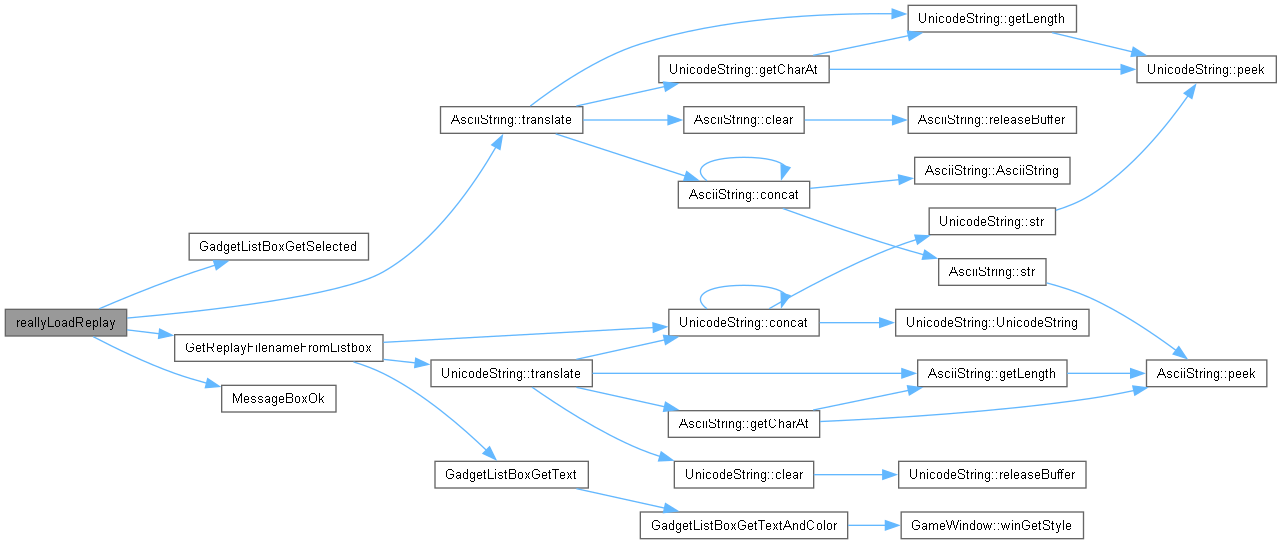 UnicodeString::getLength
UnicodeString::getCharAt
UnicodeString::peek
AsciiString::translate
AsciiString::clear
AsciiString::releaseBuffer
AsciiString::AsciiString
AsciiString::concat
UnicodeString::str
GadgetListBoxGetSelected
AsciiString::str
reallyLoadReplay
UnicodeString::concat
UnicodeString::UnicodeString
GetReplayFilenameFromListbox
UnicodeString::translate
AsciiString::getLength
AsciiString::peek
MessageBoxOk
AsciiString::getCharAt
GadgetListBoxGetText
UnicodeString::clear
UnicodeString::releaseBuffer
GadgetListBoxGetTextAndColor
GameWindow::winGetStyle